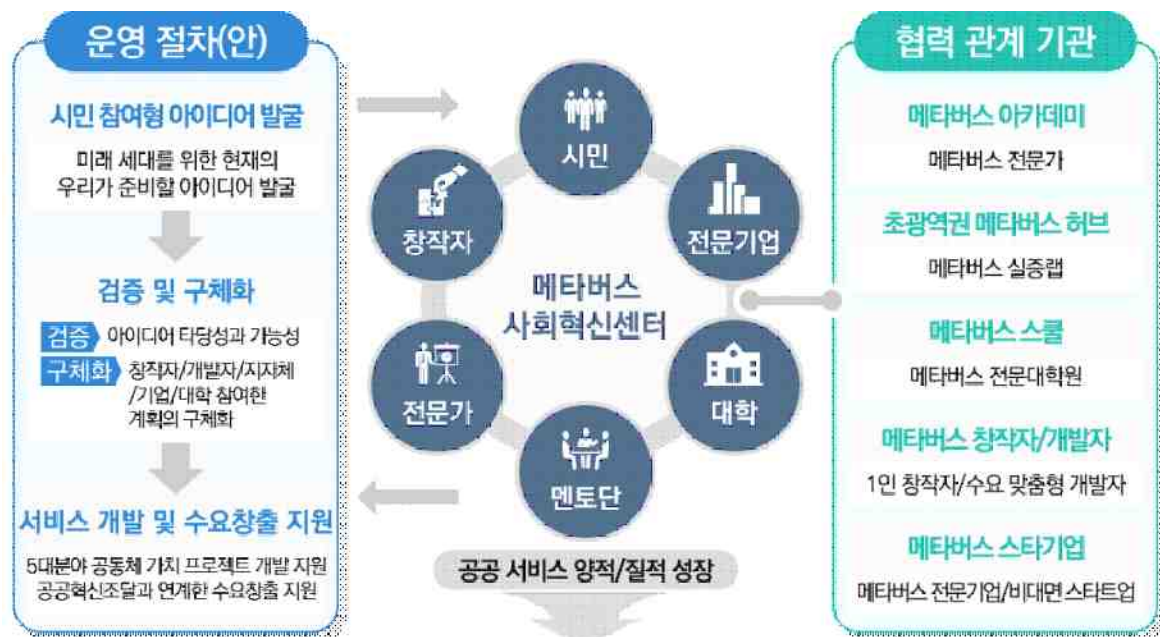 운영 절차(안)
시민 참여형 아이디어 발굴
미래 세대를 위한 현재의
우리가 준비할 아이디어 발굴
검증 및 구체화
검증 아이디어 타당성과 가능성
구체화 창작자/개발자/지자체
/기업/대학 참여한
계획의 구체화
서비스 개발 및 수요창출 지원
5대분야 공동체 가치 프로젝트 개발 지원
공공혁신조달과 연계한 수요창출 지원
시민
창작자
전문기업
메타버스
사회혁신센터
전문가
대학
멘토단
공공 서비스 양적/질적 성장
협력 관계 기관
메타버스 아카데미
메타버스 전문가
초광역권 메타버스 허브
메타버스 실증랩
메타버스 스쿨
메타버스 전문대학원
메타버스 창작자/개발자
1인 창작자/수요 맞춤형 개발자
메타버스 스타기업
메타버스 전문기업/비대면 스타트업